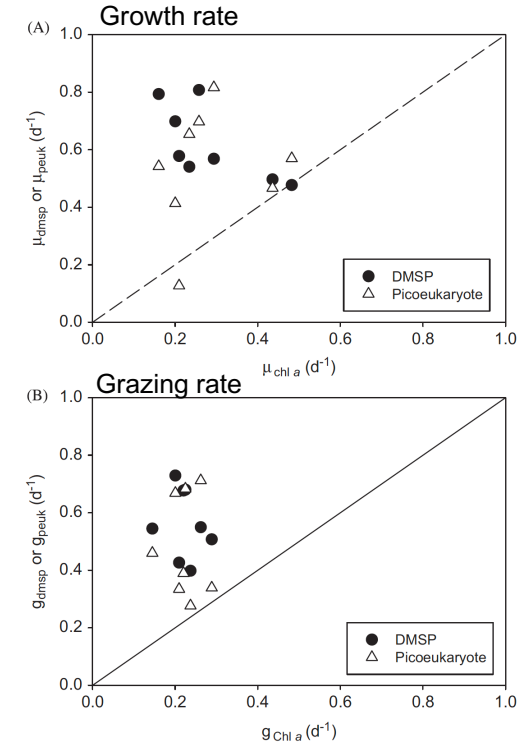 (A) Growth rate
1.0
0.8
0.6
0.4
0.2
0.0
μdmsp or μpeuk (d-1)
DMSP
Picoeukaryote
0.0 0.2 0.4 0.6 0.8 1.0
μchl a (d-1)
(B) Grazing rate
1.0
0.8
0.6
0.4
0.2
0.0
gdmsp or gpeuk (d-1)
DMSP
Picoeukaryote
0.0 0.2 0.4 0.6 0.8 1.0
gChl a (d-1)